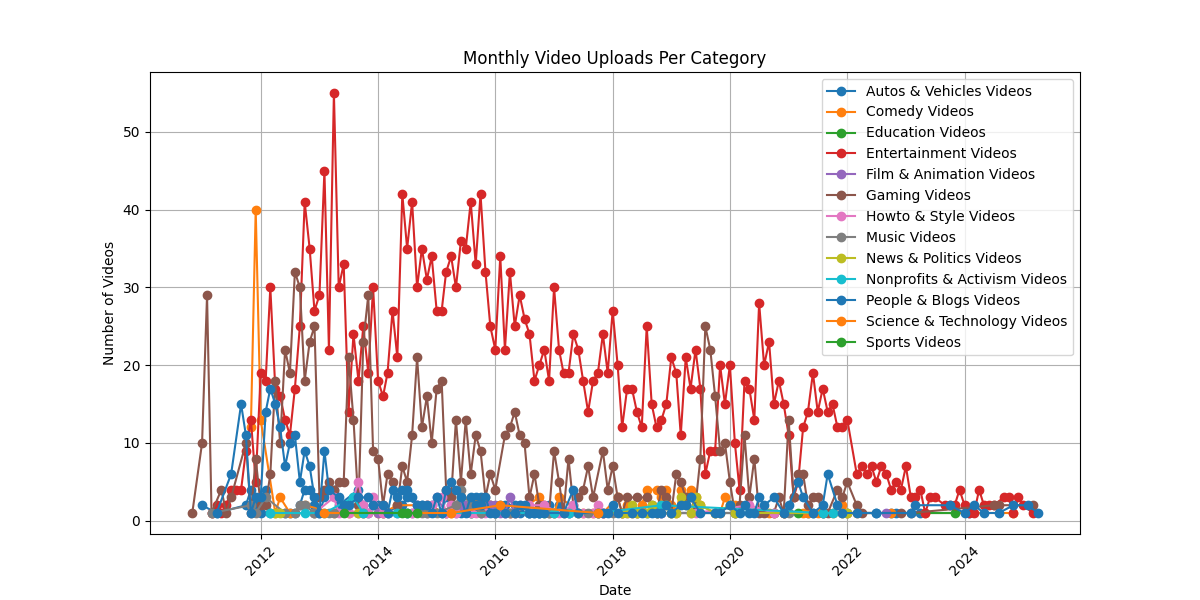 Monthly Video Uploads Per Category
Number of Videos
50
40
30
20
10
0
Autos & Vehicles Videos
Comedy Videos
Education Videos
Entertainment Videos
Film & Animation Videos
Gaming Videos
Howto & Style Videos
Music Videos
News & Politics Videos
Nonprofits & Activism Videos
People & Blogs Videos
Science & Technology Videos
Sports Videos
2012
2014
2016
2018
2020
2022
2024
Date